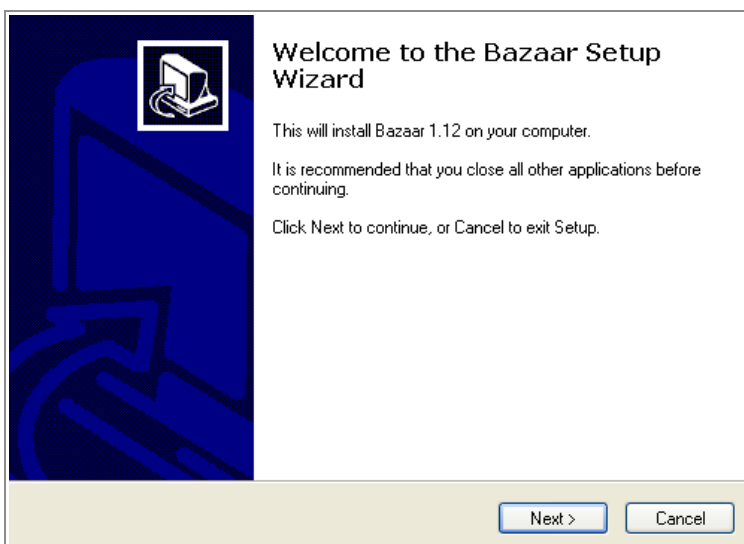 Welcome to the Bazaar Setup
Wizard
This will install Bazaar 1.12 on your computer.
It is recommended that you close all other applications before
continuing.
Click Next to continue, or Cancel to exit Setup.
Next >
Cancel